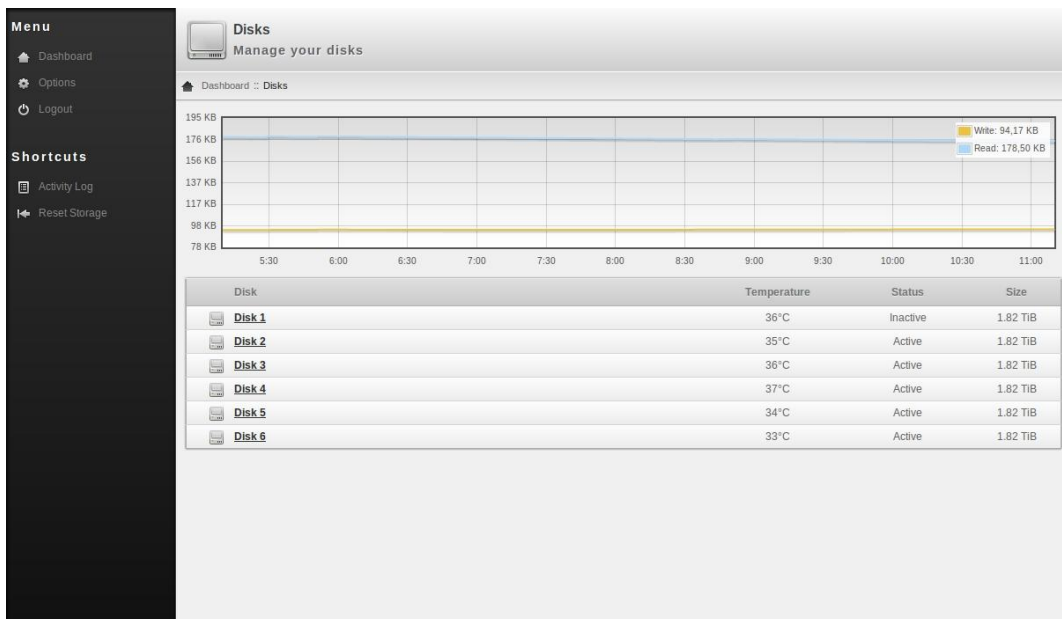 Menu
Dashboard
Options
Logout
Shortcuts
Activity Log
Reset Storage
Disks
Manage your disks
Dashboard :: Disks
195 KB
176 KB
156 KB
137 KB
117 KB
98 KB
78 KB
Write: 94,17 KB
Read: 178,50 KB
5:30 6:00 6:30 7:00 7:30 8:00 8:30 9:00 9:30 10:00 10:30 11:00
Disk Temperature Status Size
Disk 1 36°C Inactive 1.82 TiB
Disk 2 35°C Active 1.82 TiB
Disk 3 36°C Active 1.82 TiB
Disk 4 37°C Active 1.82 TiB
Disk 5 34°C Active 1.82 TiB
Disk 6 33°C Active 1.82 TiB